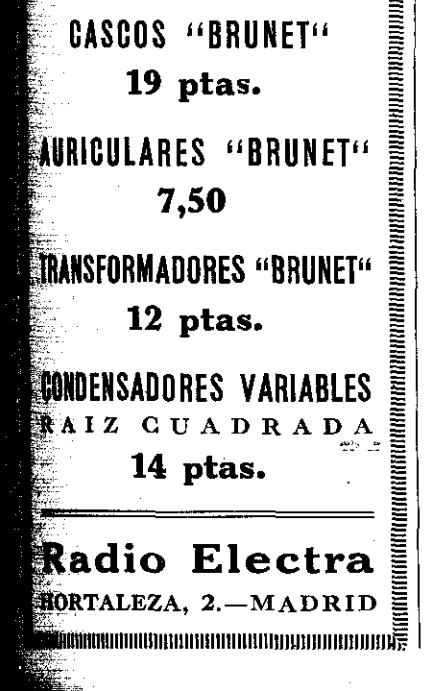 CASCOS "BRUNET"
19 ptas.
AURICULARES "BRUNET"
7,50
TRANSFORMADORES "BRUNET"
12 ptas.
CONDENSADORES VARIABLES
RAIZ CUADRADA
14 ptas.
Radio Electra
HORTALEZA, 2.—MADRID